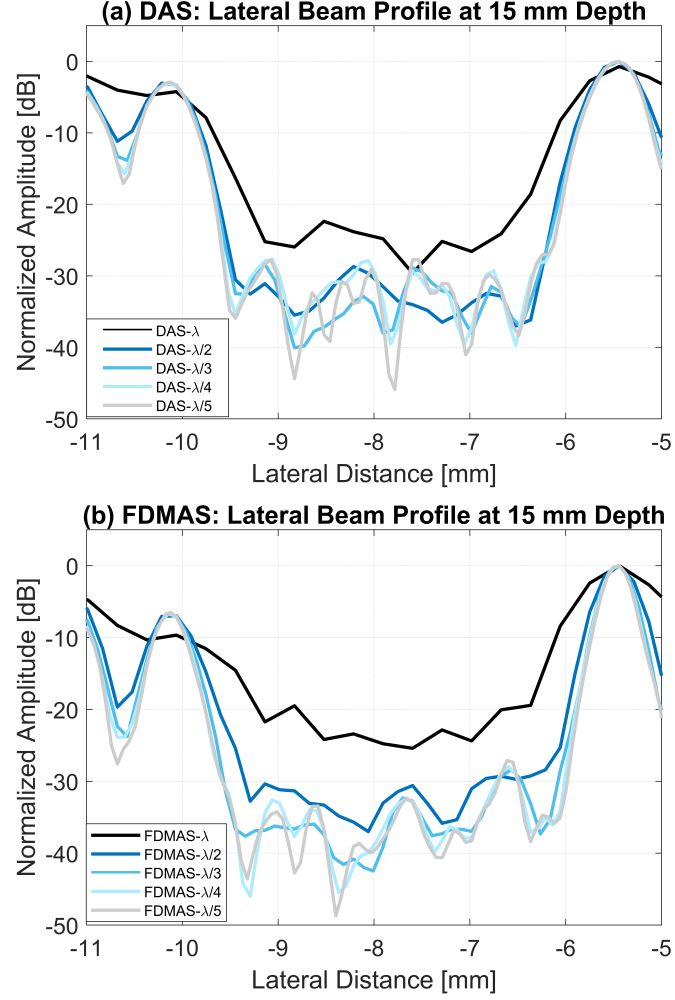 (a) DAS: Lateral Beam Profile at 15 mm Depth
0
-10
-20
-30
-40
-50
Normalized Amplitude [dB]
DAS-λ
DAS-λ/2
DAS-λ/3
DAS-λ/4
DAS-λ/5
-11 -10 -9 -8 -7 -6 -5
Lateral Distance [mm]
(b) FDMAS: Lateral Beam Profile at 15 mm Depth
0
-10
-20
-30
-40
-50
Normalized Amplitude [dB]
FDMAS-λ
FDMAS-λ/2
FDMAS-λ/3
FDMAS-λ/4
FDMAS-λ/5
-11 -10 -9 -8 -7 -6 -5
Lateral Distance [mm]